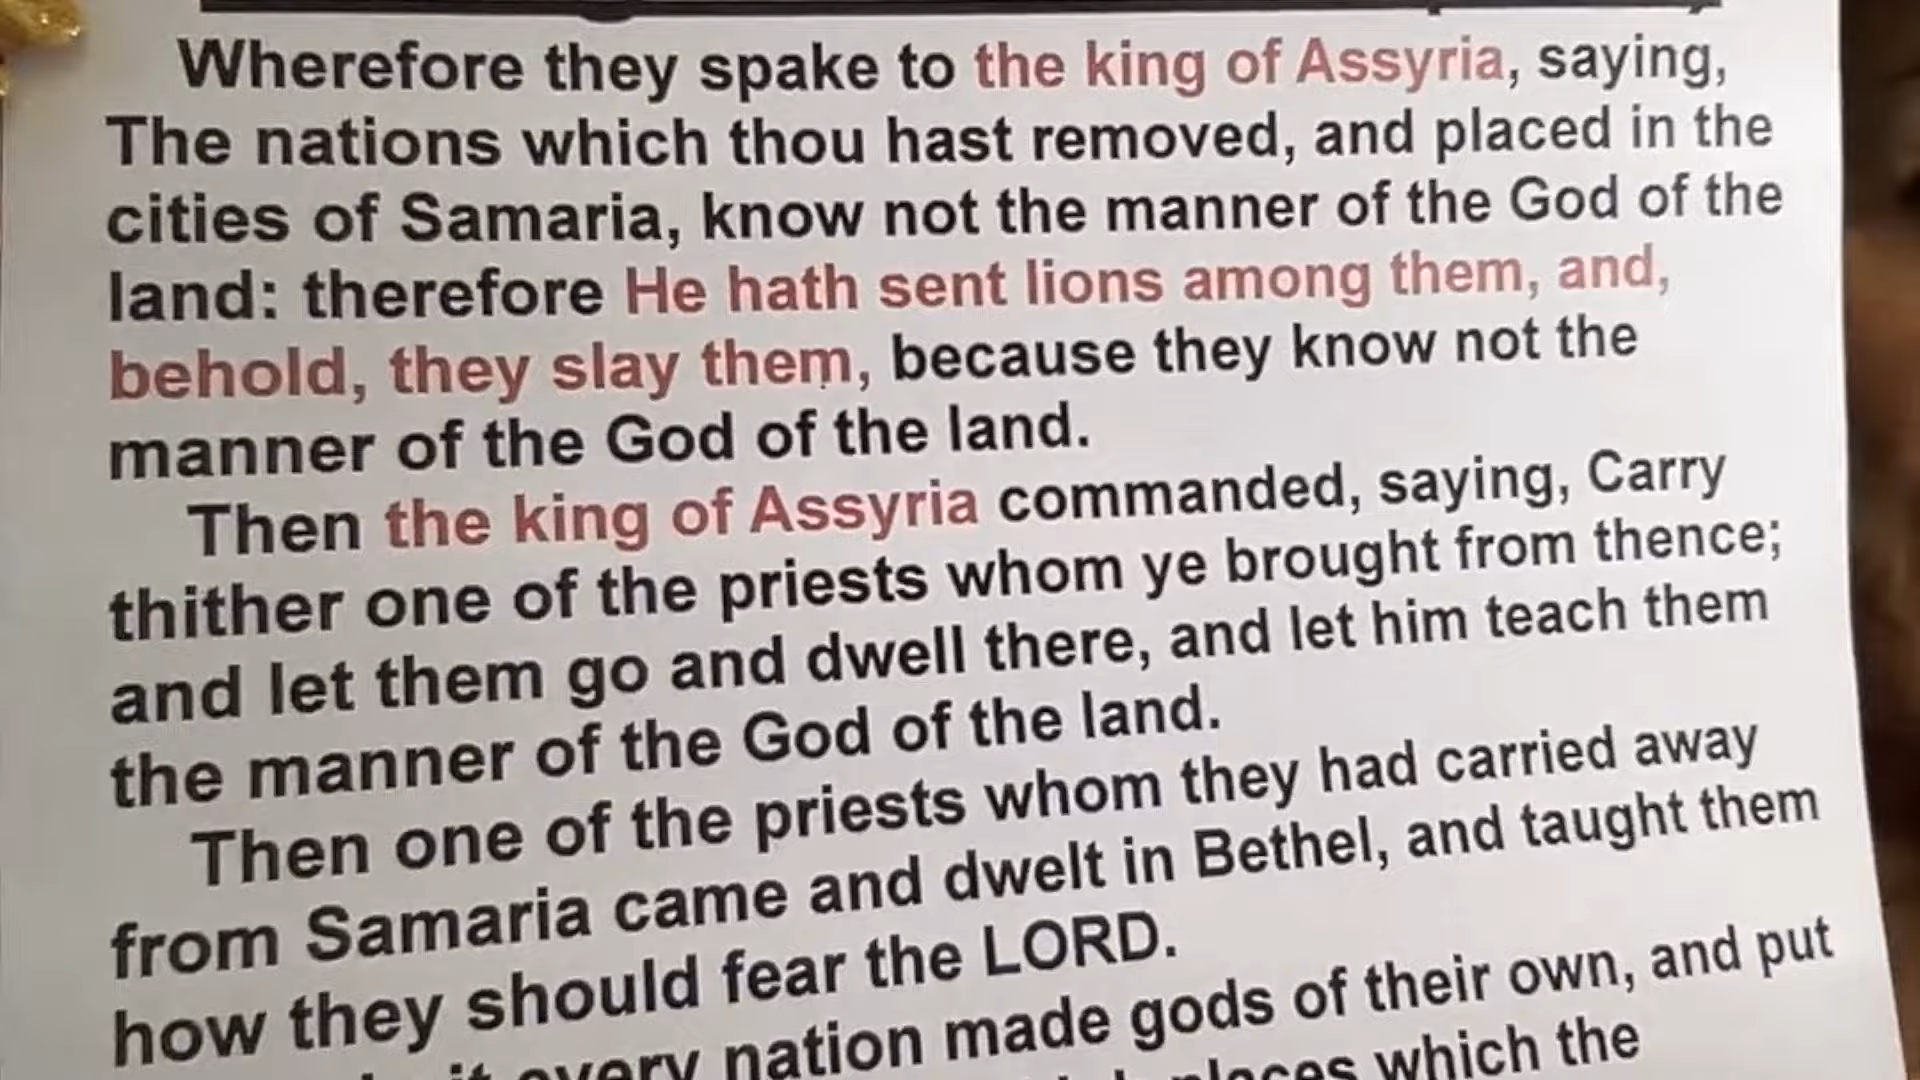 Wherefore they spake to the king of Assyria, saying,
The nations which thou hast removed, and placed in the
cities of Samaria, know not the manner of the God of the
land: therefore He hath sent lions among them, and,
behold, they slay them, because they know not the
manner of the God of the land.
Then the king of Assyria commanded, saying, Carry
thither one of the priests whom ye brought from thence;
and let them go and dwell there, and let him teach them
the manner of the God of the land.
Then one of the priests whom they had carried away
from Samaria came and dwelt in Bethel, and taught them
how they should fear the LORD.
every nation made gods of their own, and put
places which the